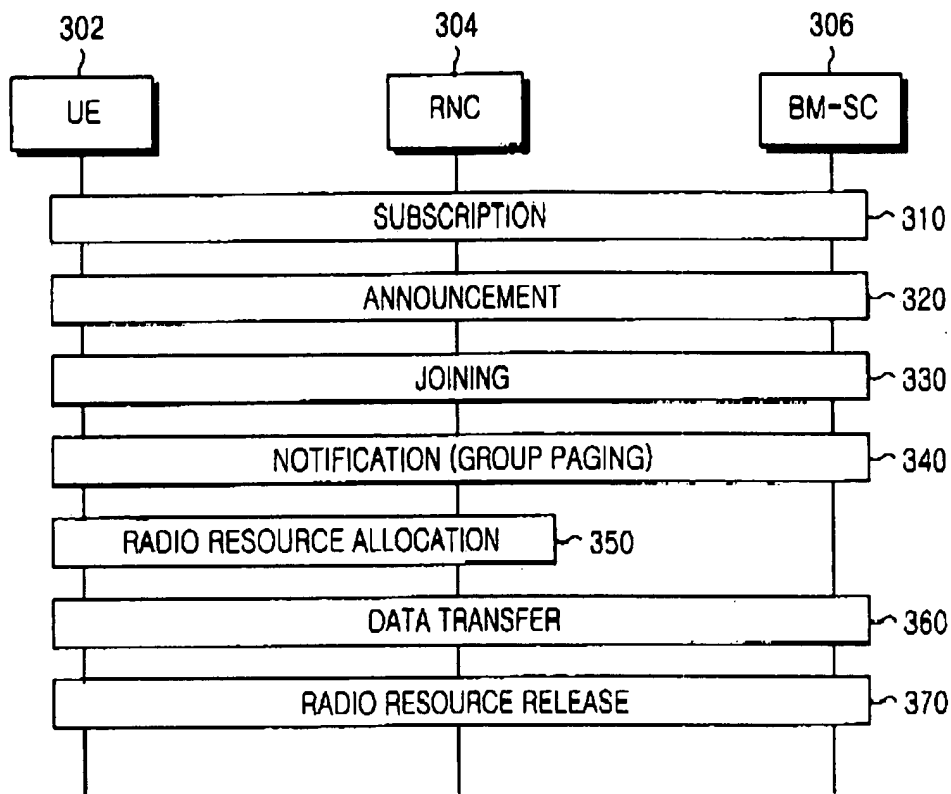 302
304
306
UE
RNC
BM-SC
SUBSCRIPTION
310
ANNOUNCEMENT
320
JOINING
330
NOTIFICATION (GROUP PAGING)
340
RADIO RESOURCE ALLOCATION
350
DATA TRANSFER
360
RADIO RESOURCE RELEASE
370